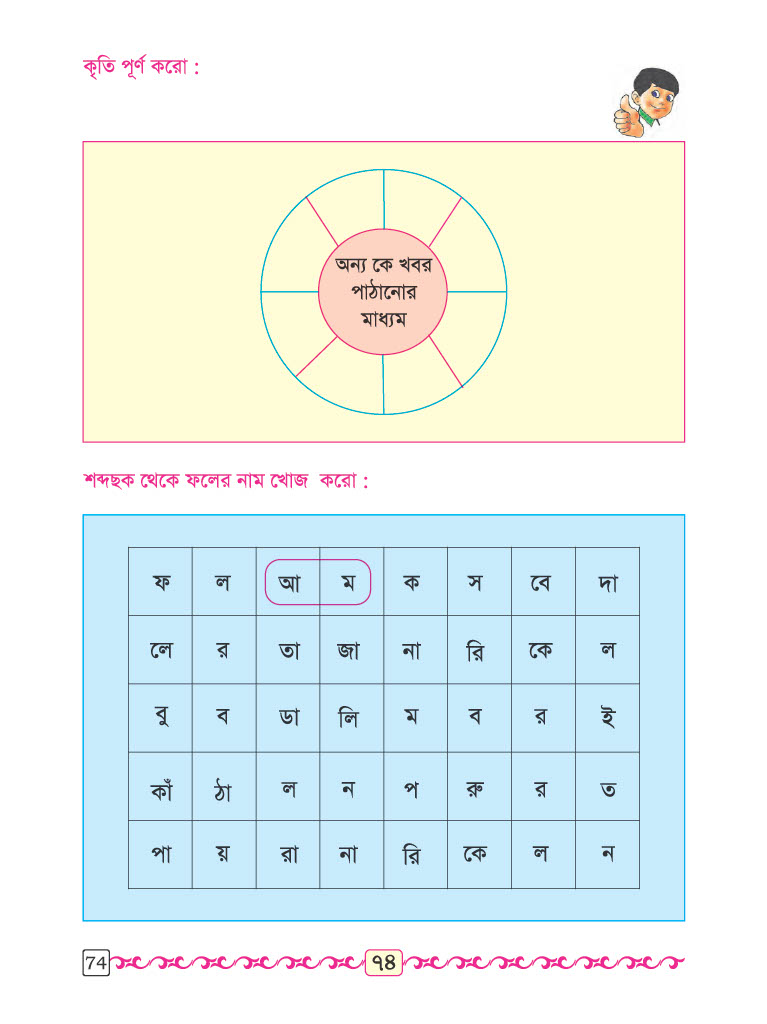 কৃতি পূর্ণ করো :
অন্য কে খবর
পাঠানোর
মাধ্যম
শব্দছক থেকে ফলের নাম খোজ করো :
ফ ল আ ম ক স বে দা
লে র তা জা না রি কে ল
বু ব ডা লি ম ব র ই
কাঁ ঠা ল ন প রু র ত
পা য় রা না রি কে ল ন
74
৭৪